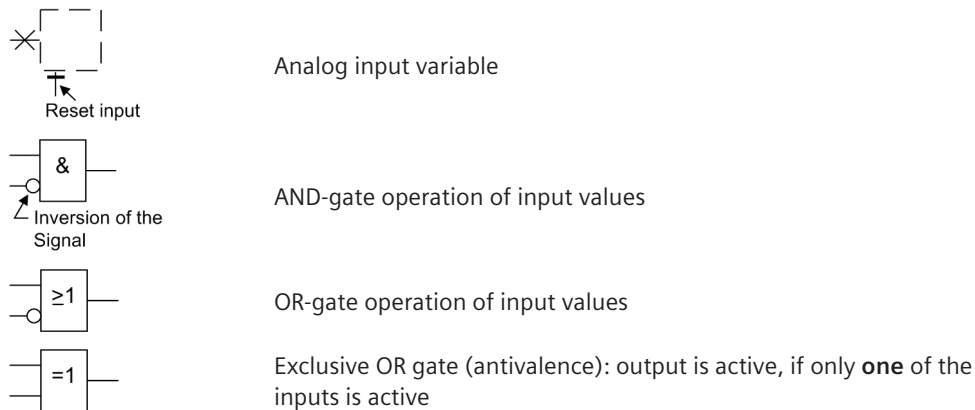 Analog input variable
Reset input
&
AND-gate operation of input values
Inversion of the
Signal
≥1
OR-gate operation of input values
=1
Exclusive OR gate (antivalence): output is active, if only one of the
inputs is active